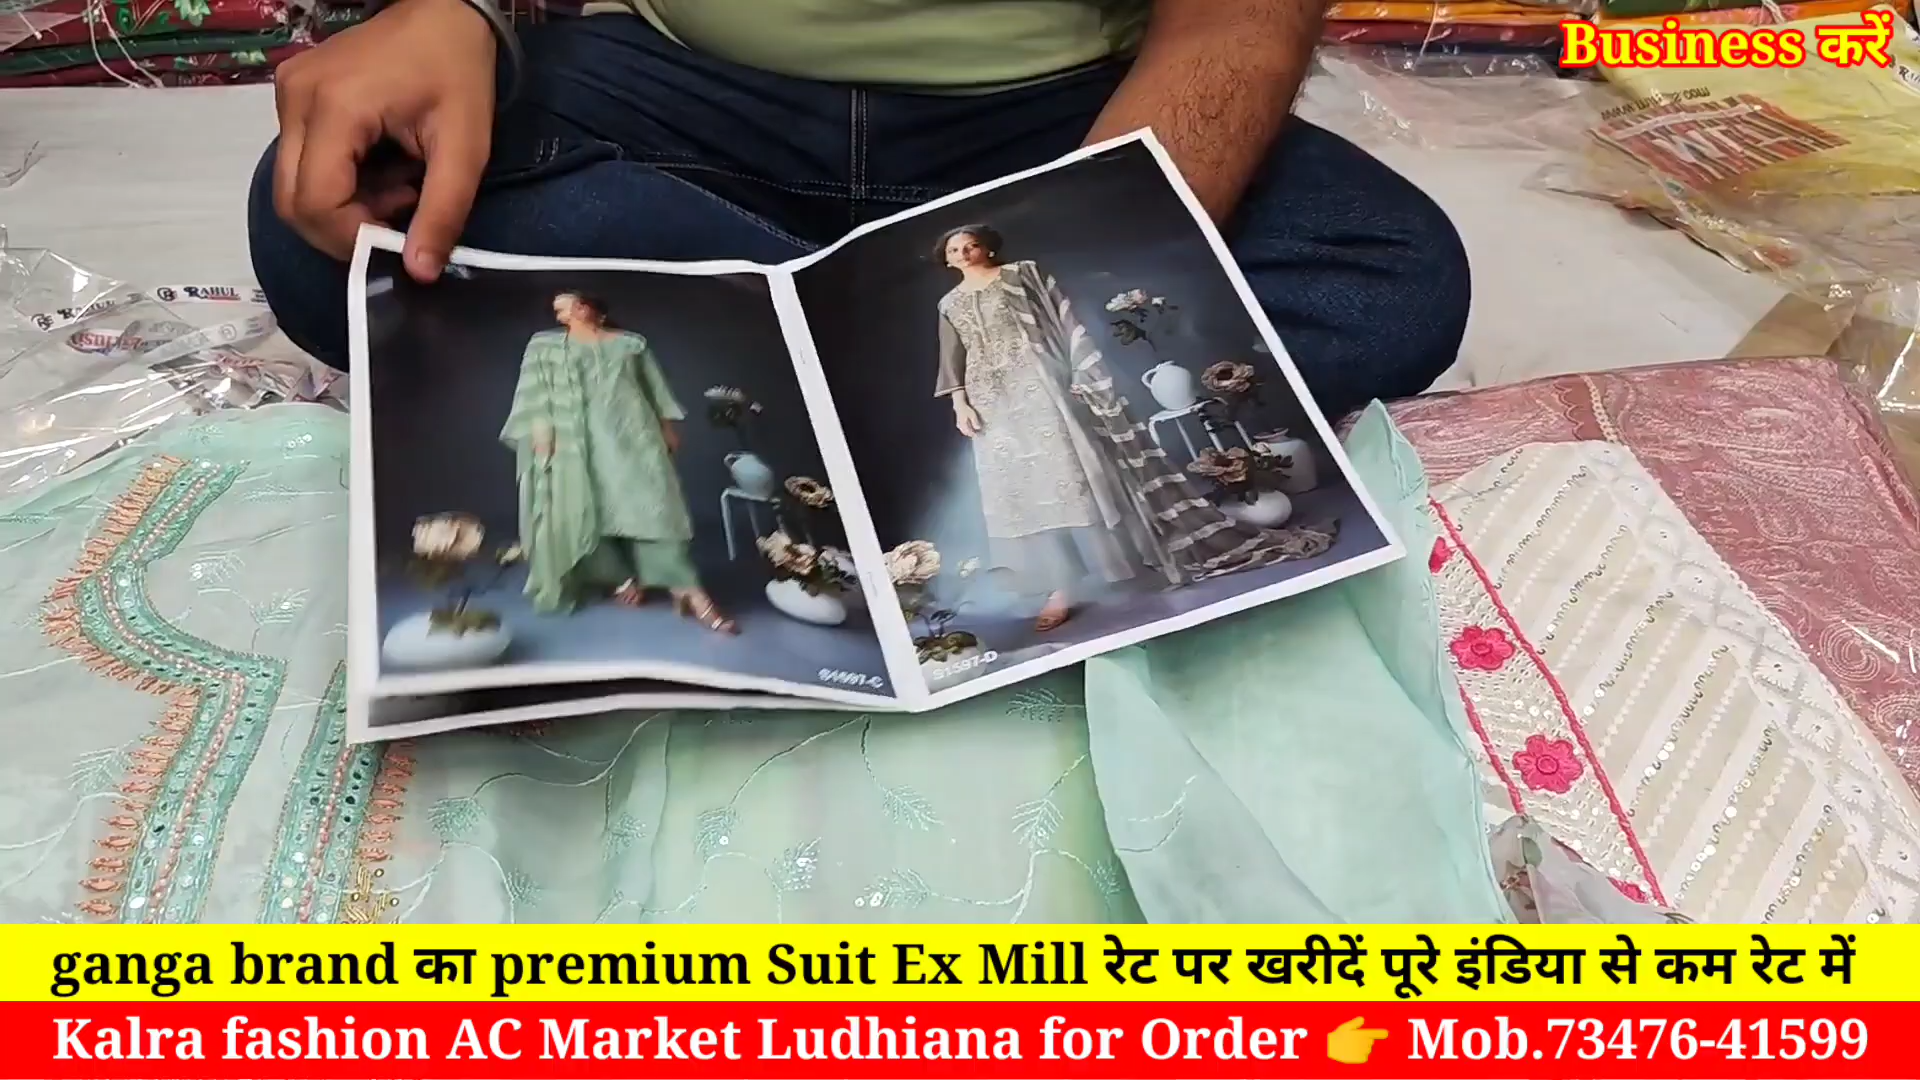 Business करें
RAHUL
S1597-D
ganga brand का premium Suit Ex Mill रेट पर खरीदें पूरे इंडिया से कम रेट में
Kalra fashion AC Market Ludhiana for Order 👉 Mob.73476-41599